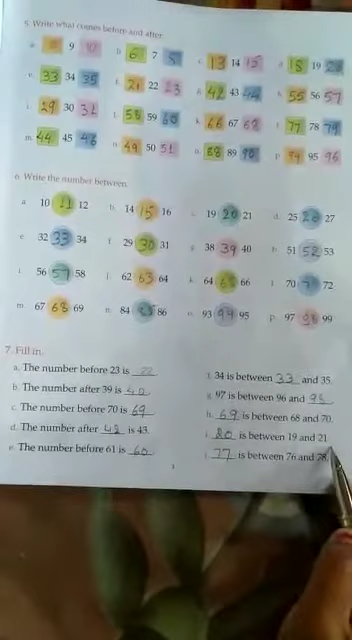 5. Write what comes before and after.
a. 8 9 10 b. 6 7 8 c. 13 14 15 d. 18 19 20
e. 33 34 35 f. 21 22 23 g. 42 43 44 h. 55 56 57
i. 29 30 31 j. 58 59 60 k. 66 67 68 l. 77 78 79
m. 44 45 46 n. 49 50 51 o. 88 89 90 p. 94 95 96
6. Write the number between.
a. 10 11 12 b. 14 15 16 c. 19 20 21 d. 25 26 27
e. 32 33 34 f. 29 30 31 g. 38 39 40 h. 51 52 53
i. 56 57 58 j. 62 63 64 k. 64 65 66 l. 70 71 72
m. 67 68 69 n. 84 85 86 o. 93 94 95 p. 97 98 99
7. Fill in.
a. The number before 23 is 22
b. The number after 39 is 40
c. The number before 70 is 69
d. The number after 42 is 43.
e. The number before 61 is 60
f. 34 is between 33 and 35.
g. 97 is between 96 and 98
h. 69 is between 68 and 70.
i. 20 is between 19 and 21.
j. 77 is between 76 and 78.